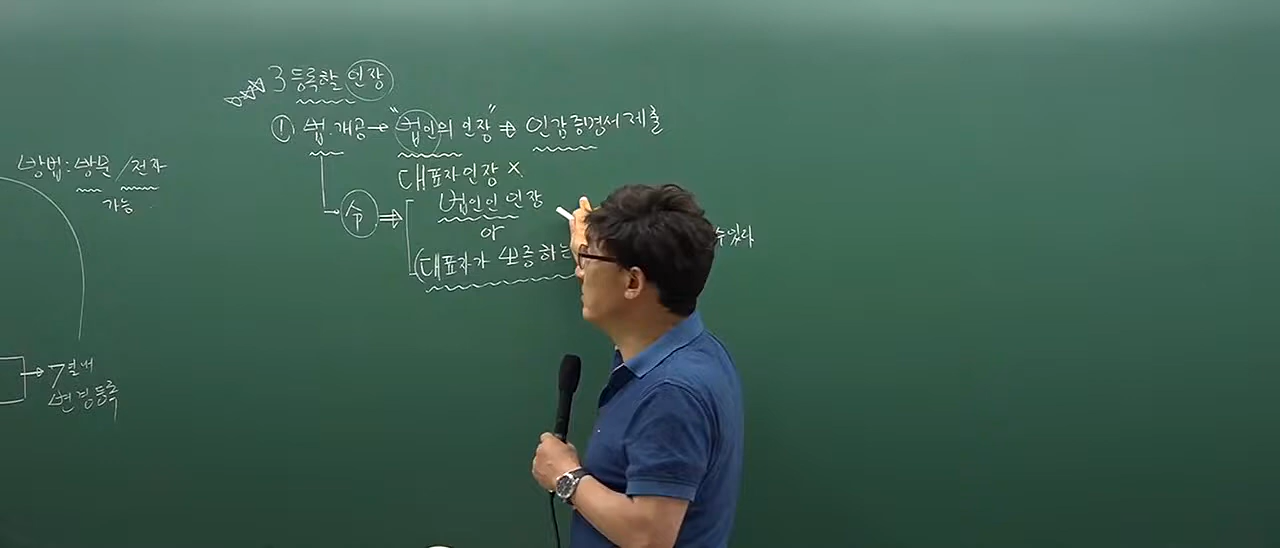 방법: 방문 / 전자
가능
7일내
변경등록
3 등록할 인장
① 법.개공 → "법인의 인장" ⇒ 인감증명서 제출
대표자인장 X
분 ⇒ 법인인 인장
or
(대표자가 보증하는 수있다